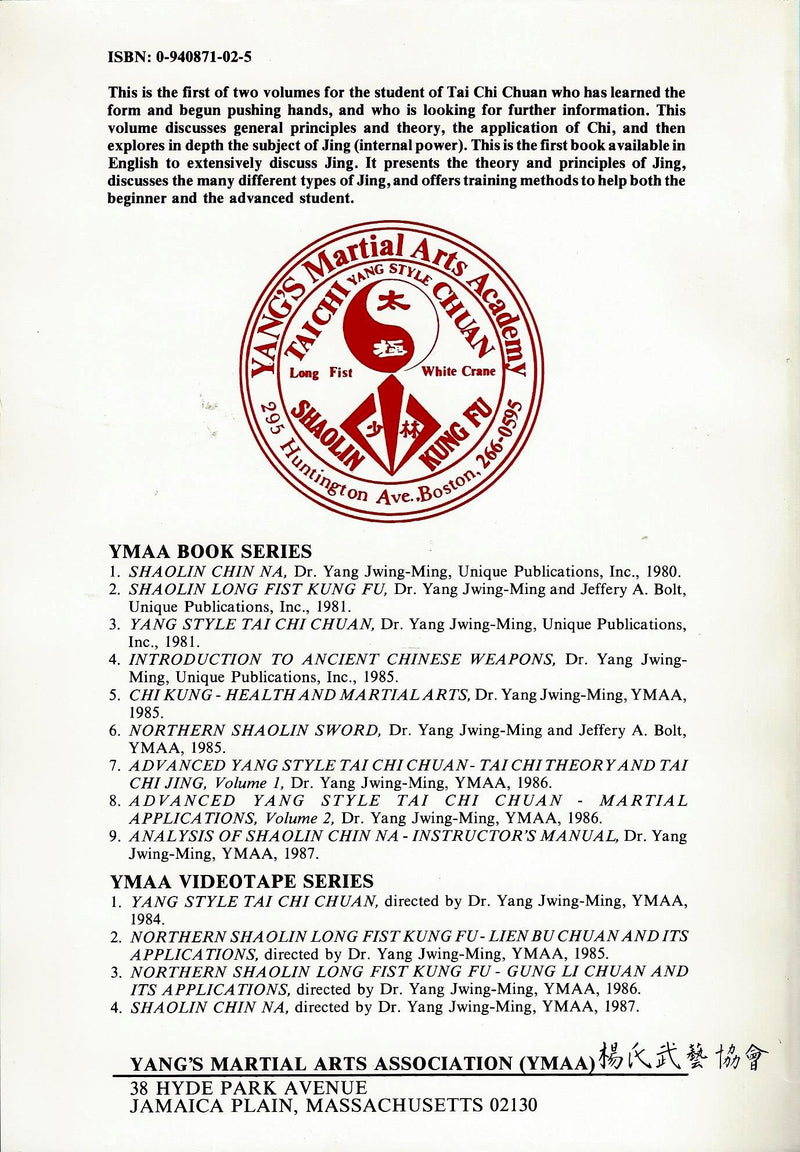 ISBN: 0-940871-02-5
This is the first of two volumes for the student of Tai Chi Chuan who has learned the
form and begun pushing hands, and who is looking for further information. This
volume discusses general principles and theory, the application of Chi, and then
explores in depth the subject of Jing (internal power). This is the first book available in
English to extensively discuss Jing. It presents the theory and principles of Jing,
discusses the many different types of Jing, and offers training methods to help both the
beginner and the advanced student.
YANG'S Martial Arts Academy
YANG STYLE
TAI CHI CHUAN
太
極
Long Fist White Crane
少林
SHAOLIN KUNG FU
295 Huntington Ave., Boston, 266-0595
YMAA BOOK SERIES
1. SHAOLIN CHIN NA, Dr. Yang Jwing-Ming, Unique Publications, Inc., 1980.
2. SHAOLIN LONG FIST KUNG FU, Dr. Yang Jwing-Ming and Jeffery A. Bolt,
Unique Publications, Inc., 1981.
3. YANG STYLE TAI CHI CHUAN, Dr. Yang Jwing-Ming, Unique Publications,
Inc., 1981.
4. INTRODUCTION TO ANCIENT CHINESE WEAPONS, Dr. Yang Jwing-
Ming, Unique Publications, Inc., 1985.
5. CHI KUNG - HEALTH AND MARTIAL ARTS, Dr. Yang Jwing-Ming, YMAA,
1985.
6. NORTHERN SHAOLIN SWORD, Dr. Yang Jwing-Ming and Jeffery A. Bolt,
YMAA, 1985.
7. ADVANCED YANG STYLE TAI CHI CHUAN - TAI CHI THEORY AND TAI
CHI JING, Volume 1, Dr. Yang Jwing-Ming, YMAA, 1986.
8. ADVANCED YANG STYLE TAI CHI CHUAN - MARTIAL
APPLICATIONS, Volume 2, Dr. Yang Jwing-Ming, YMAA, 1986.
9. ANALYSIS OF SHAOLIN CHIN NA - INSTRUCTOR'S MANUAL, Dr. Yang
Jwing-Ming, YMAA, 1987.
YMAA VIDEOTAPE SERIES
1. YANG STYLE TAI CHI CHUAN, directed by Dr. Yang Jwing-Ming, YMAA,
1984.
2. NORTHERN SHAOLIN LONG FIST KUNG FU - LIEN BU CHUAN AND ITS
APPLICATIONS, directed by Dr. Yang Jwing-Ming, YMAA, 1985.
3. NORTHERN SHAOLIN LONG FIST KUNG FU - GUNG LI CHUAN AND
ITS APPLICATIONS, directed by Dr. Yang Jwing-Ming, YMAA, 1986.
4. SHAOLIN CHIN NA, directed by Dr. Yang Jwing-Ming, YMAA, 1987.
YANG'S MARTIAL ARTS ASSOCIATION (YMAA) 楊氏武藝協會
38 HYDE PARK AVENUE
JAMAICA PLAIN, MASSACHUSETTS 02130